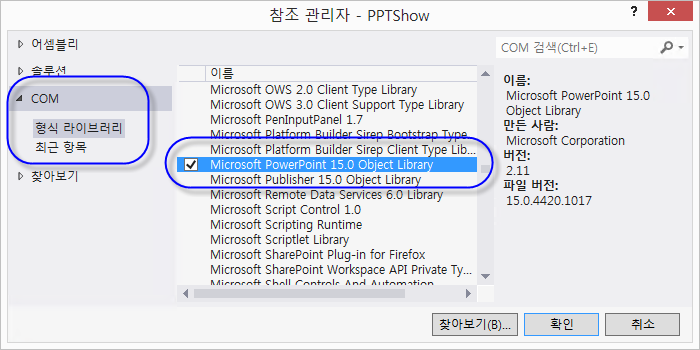 참조 관리자 - PPTShow
어셈블리
솔루션
COM
형식 라이브러리
최근 항목
찾아보기
이름
Microsoft OWS 2.0 Client Type Library
Microsoft OWS 3.0 Client Support Type Library
Microsoft PenInputPanel 1.7
Microsoft Platform Builder Sirep Bootstrap Type
Microsoft Platform Builder Sirep Client Type Lib...
Microsoft PowerPoint 15.0 Object Library
Microsoft Publisher 15.0 Object Library
Microsoft Remote Data Services 6.0 Library
Microsoft Script Control 1.0
Microsoft Scripting Runtime
Microsoft Scriptlet Library
Microsoft SharePoint Plug-in for Firefox
Microsoft SharePoint Workspace API Private Ty...
Microsoft Shell Controls And Automation
COM 검색(Ctrl+E)
이름:
Microsoft PowerPoint 15.0
Object Library
만든 사람:
Microsoft Corporation
버전:
2.11
파일 버전:
15.0.4420.1017
찾아보기(B)...
확인
취소